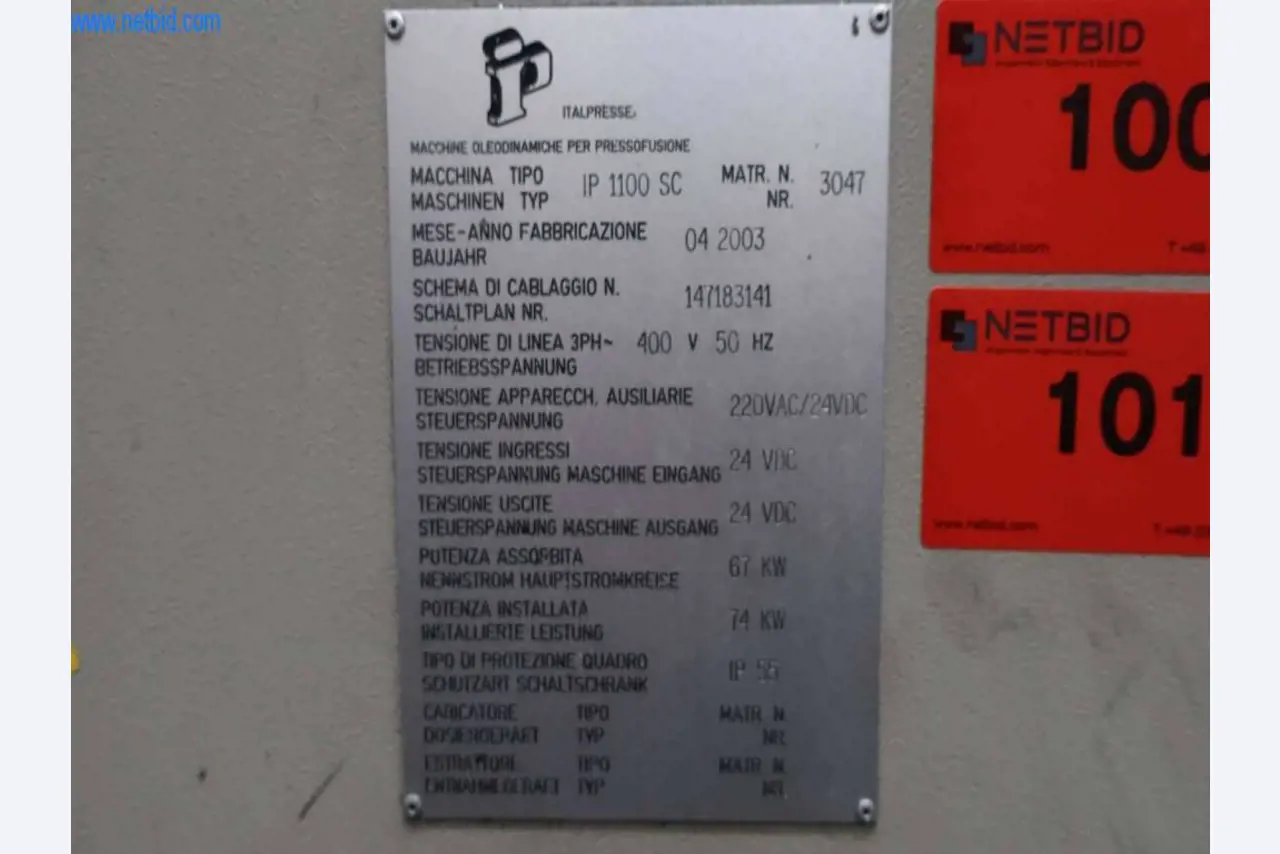 www.netbid.com
ITALPRESSE
MACCHINE OLEODINAMICHE PER PRESSOFUSIONE
MACCHINA TIPO IP 1100 SC MATR. N. 3047
MASCHINEN TYP NR.
MESE-ANNO FABBRICAZIONE 04 2003
BAUJAHR
SCHEMA DI CABLAGGIO N. 147183141
SCHALTPLAN NR.
TENSIONE DI LINEA 3PH~ 400 V 50 HZ
BETRIEBSSPANNUNG
TENSIONE APPARECCH. AUSILIARIE 220VAC/24VDC
STEUERSPANNUNG
TENSIONE INGRESSI 24 VDC
STEUERSPANNUNG MASCHINE EINGANG
TENSIONE USCITE 24 VDC
STEUERSPANNUNG MASCHINE AUSGANG
POTENZA ASSORBITA 67 KW
NENNSTROM HAUPTSTROMKREISE
POTENZA INSTALLATA 74 KW
INSTALLIERTE LEISTUNG
TIPO DI PROTEZIONE QUADRO IP 55
SCHUTZART SCHALTSCHRANK
CARICATORE TIPO MATR. N.
TYP NR.
ESTRATTORE TIPO MATR. N.
TYP NR.
NETBID
100
www.netbid.com
NETBID
101
www.netbid.com